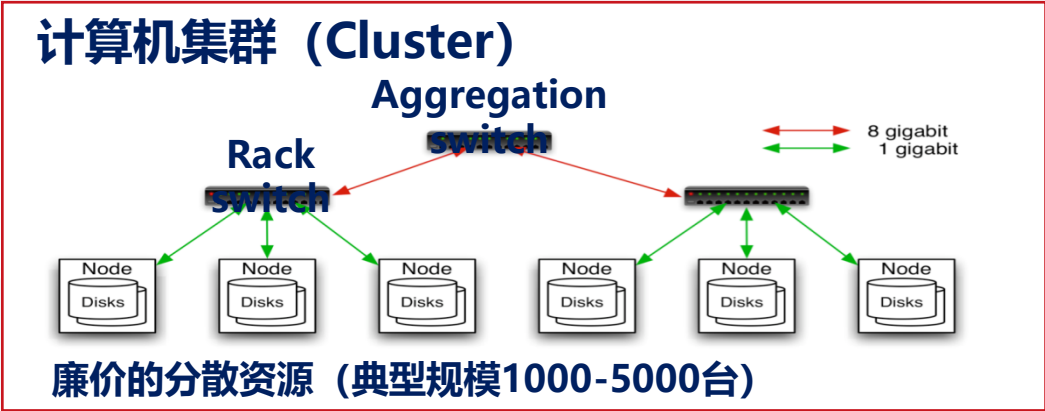 计算机集群（Cluster）
Aggregation
switch
8 gigabit
1 gigabit
Rack
switch
Node
Disks
Node
Disks
Node
Disks
Node
Disks
Node
Disks
Node
Disks
廉价的分散资源（典型规模1000-5000台）